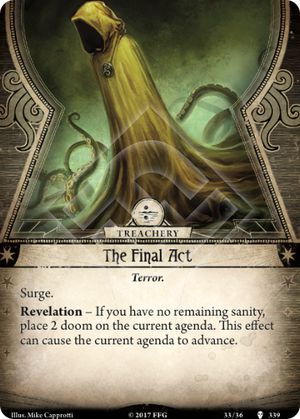 TREACHERY
The Final Act
Terror.
Surge.
Revelation – If you have no remaining sanity,
place 2 doom on the current agenda. This effect
can cause the current agenda to advance.
Illus. Mike Capprotti © 2017 FFG 33/36 339